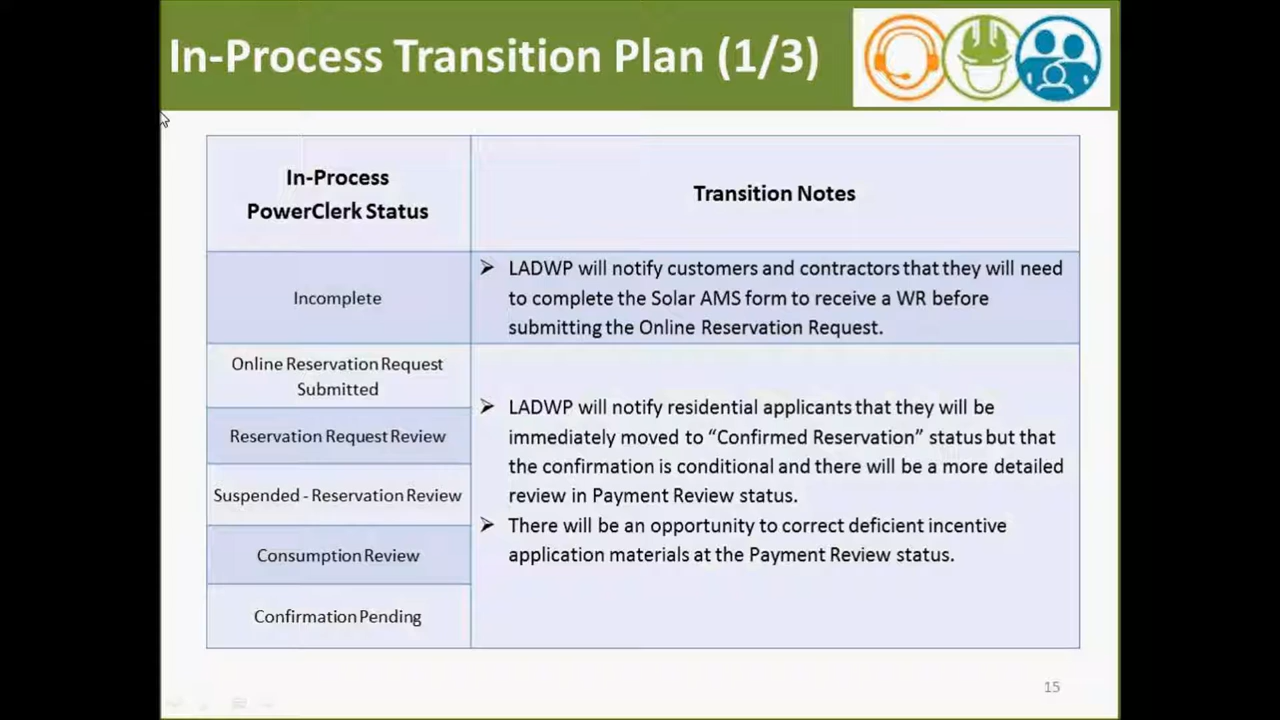 In-Process Transition Plan (1/3)
In-Process
PowerClerk Status
Transition Notes
Incomplete
➢ LADWP will notify customers and contractors that they will need
to complete the Solar AMS form to receive a WR before
submitting the Online Reservation Request.
Online Reservation Request
Submitted
Reservation Request Review
Suspended - Reservation Review
Consumption Review
Confirmation Pending
➢ LADWP will notify residential applicants that they will be
immediately moved to “Confirmed Reservation” status but that
the confirmation is conditional and there will be a more detailed
review in Payment Review status.
➢ There will be an opportunity to correct deficient incentive
application materials at the Payment Review status.
15